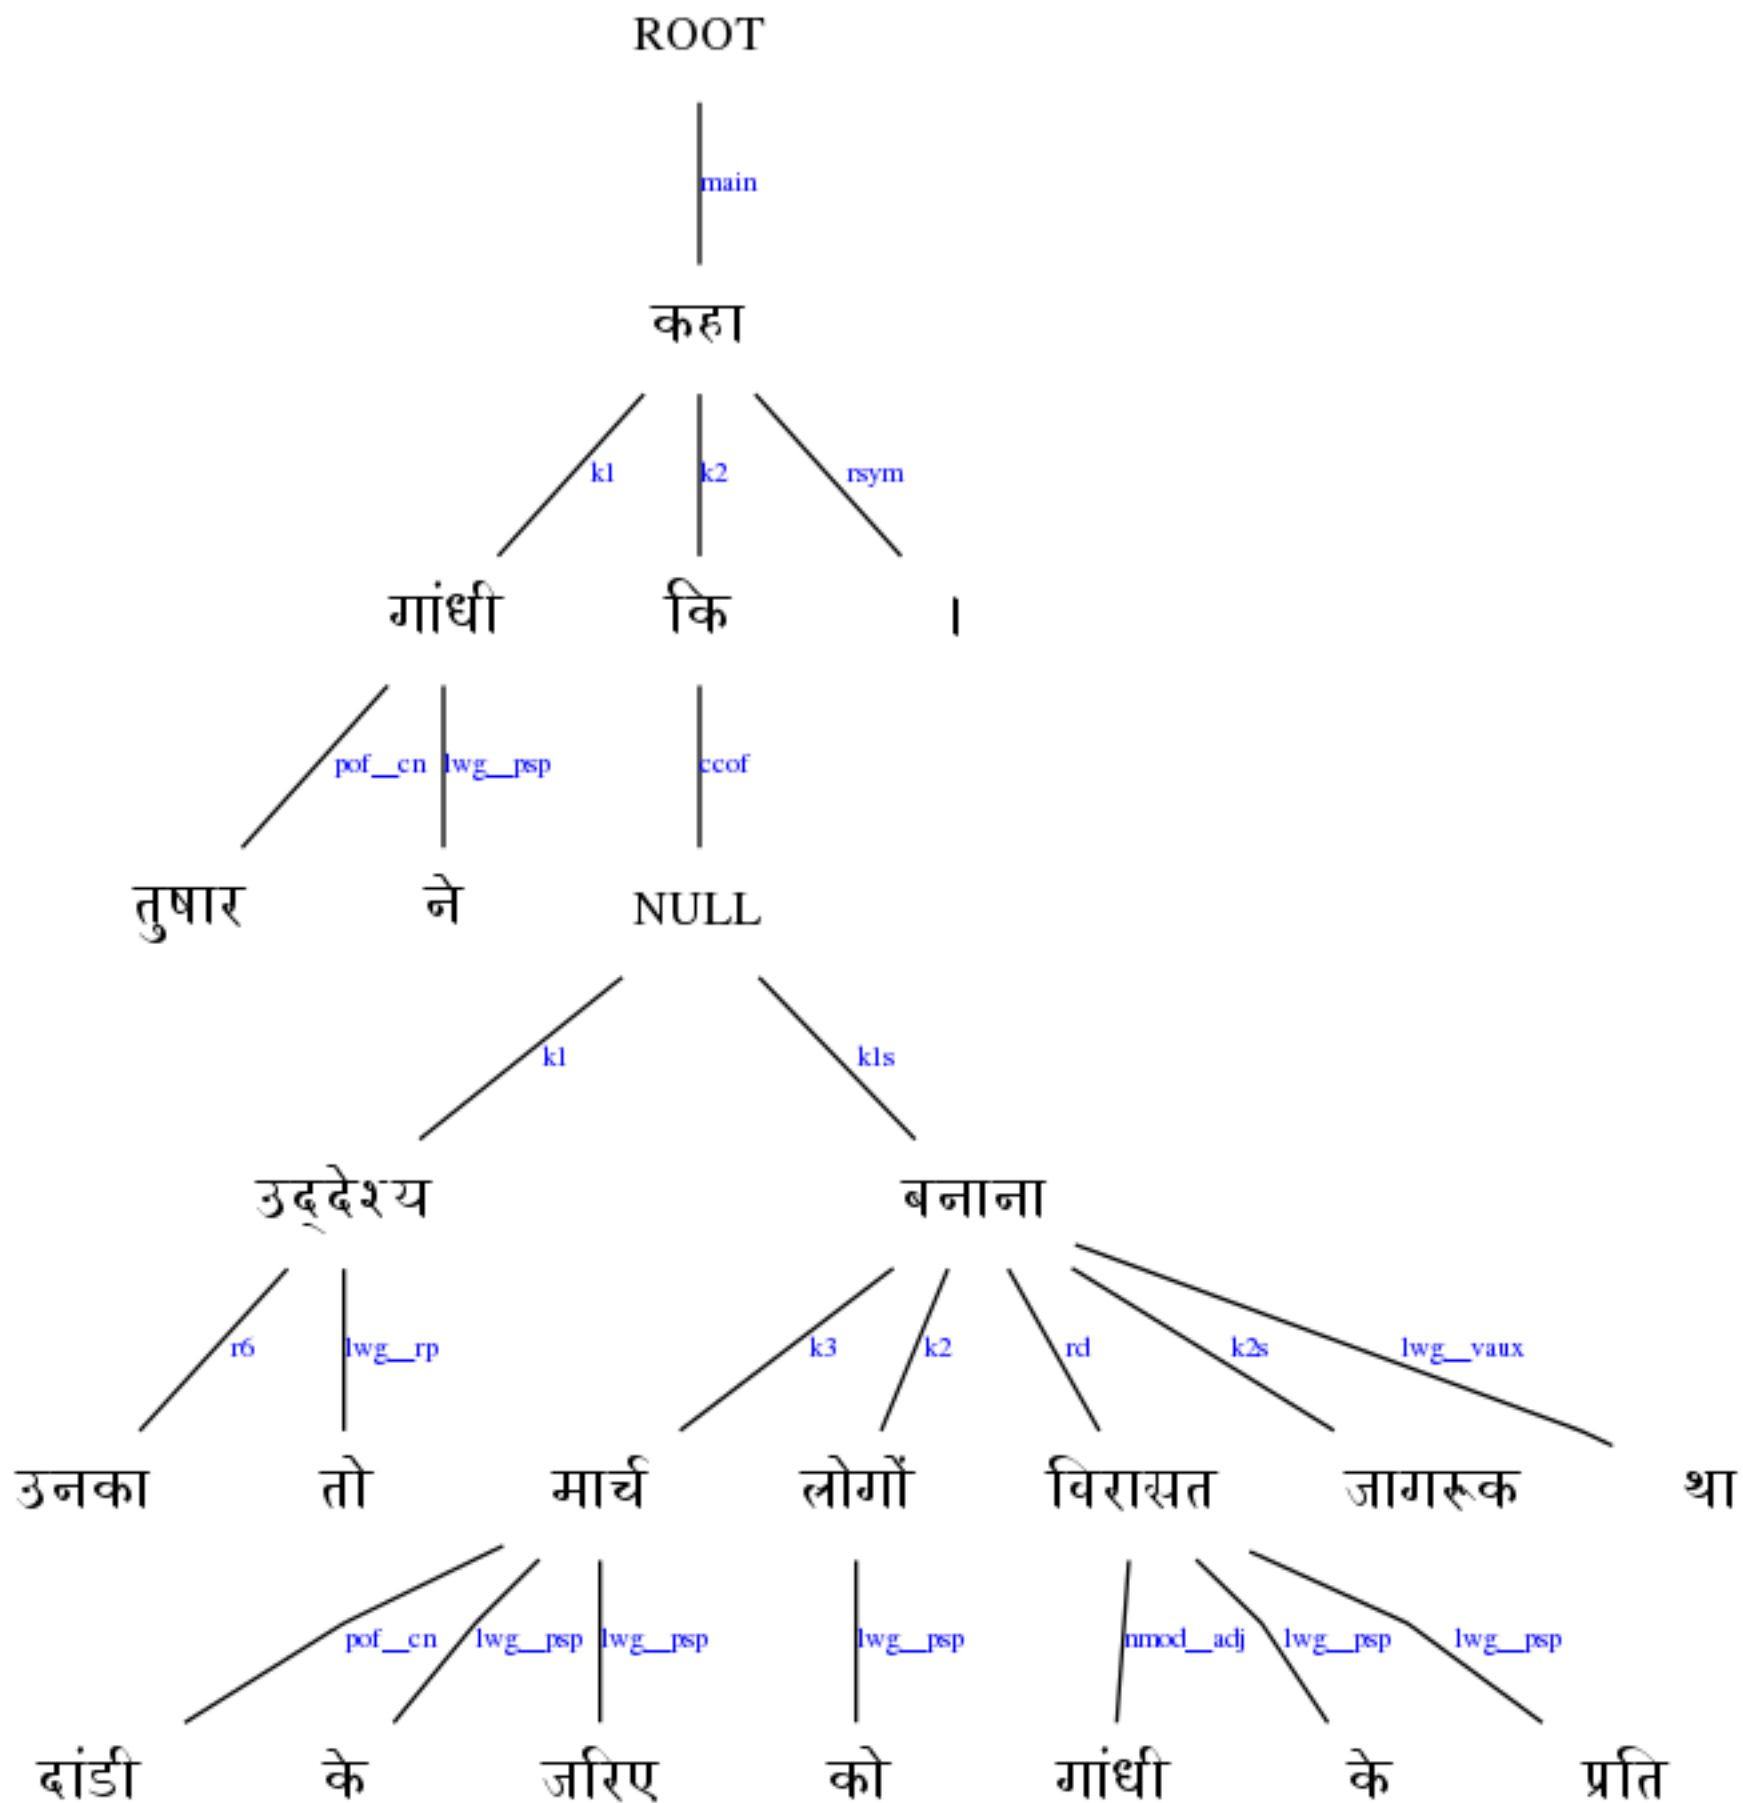 ROOT
main
कहा
k1 k2 rsym
गांधी कि ।
pof__cn lwg__psp ccof
तुषार ने NULL
k1 k1s
उद्देश्य बनाना
r6 lwg__rp k3 k2 rd k2s lwg__vaux
उनका तो मार्च लोगों विरासत जागरूक था
pof__cn lwg__psp lwg__psp lwg__psp nmod__adj lwg__psp lwg__psp
दांडी के जरिए को गांधी के प्रति